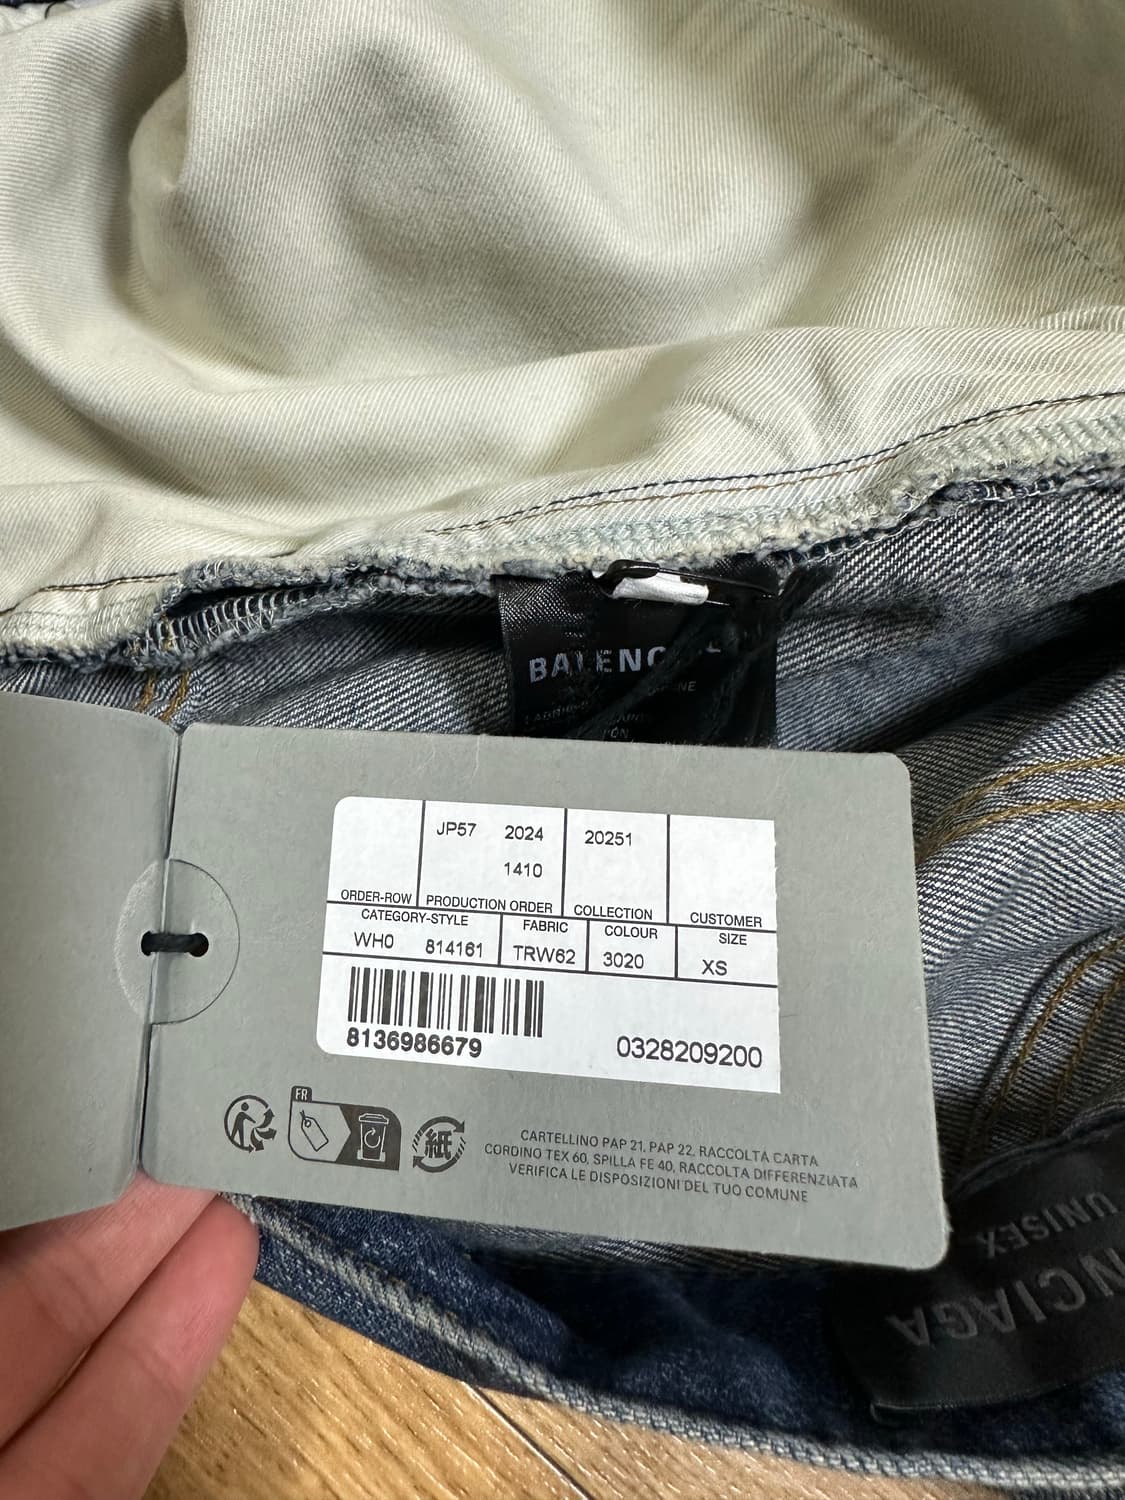 BALENC
JP57 2024 20251
1410
ORDER-ROW PRODUCTION ORDER COLLECTION CUSTOMER
CATEGORY-STYLE FABRIC COLOUR SIZE
WH0 814161 TRW62 3020 XS
8136986679 0328209200
FR
紙
CARTELLINO PAP 21, PAP 22, RACCOLTA CARTA
CORDINO TEX 60, SPILLA FE 40, RACCOLTA DIFFERENZIATA
VERIFICA LE DISPOSIZIONI DEL TUO COMUNE
UNISEX
NCIAGA